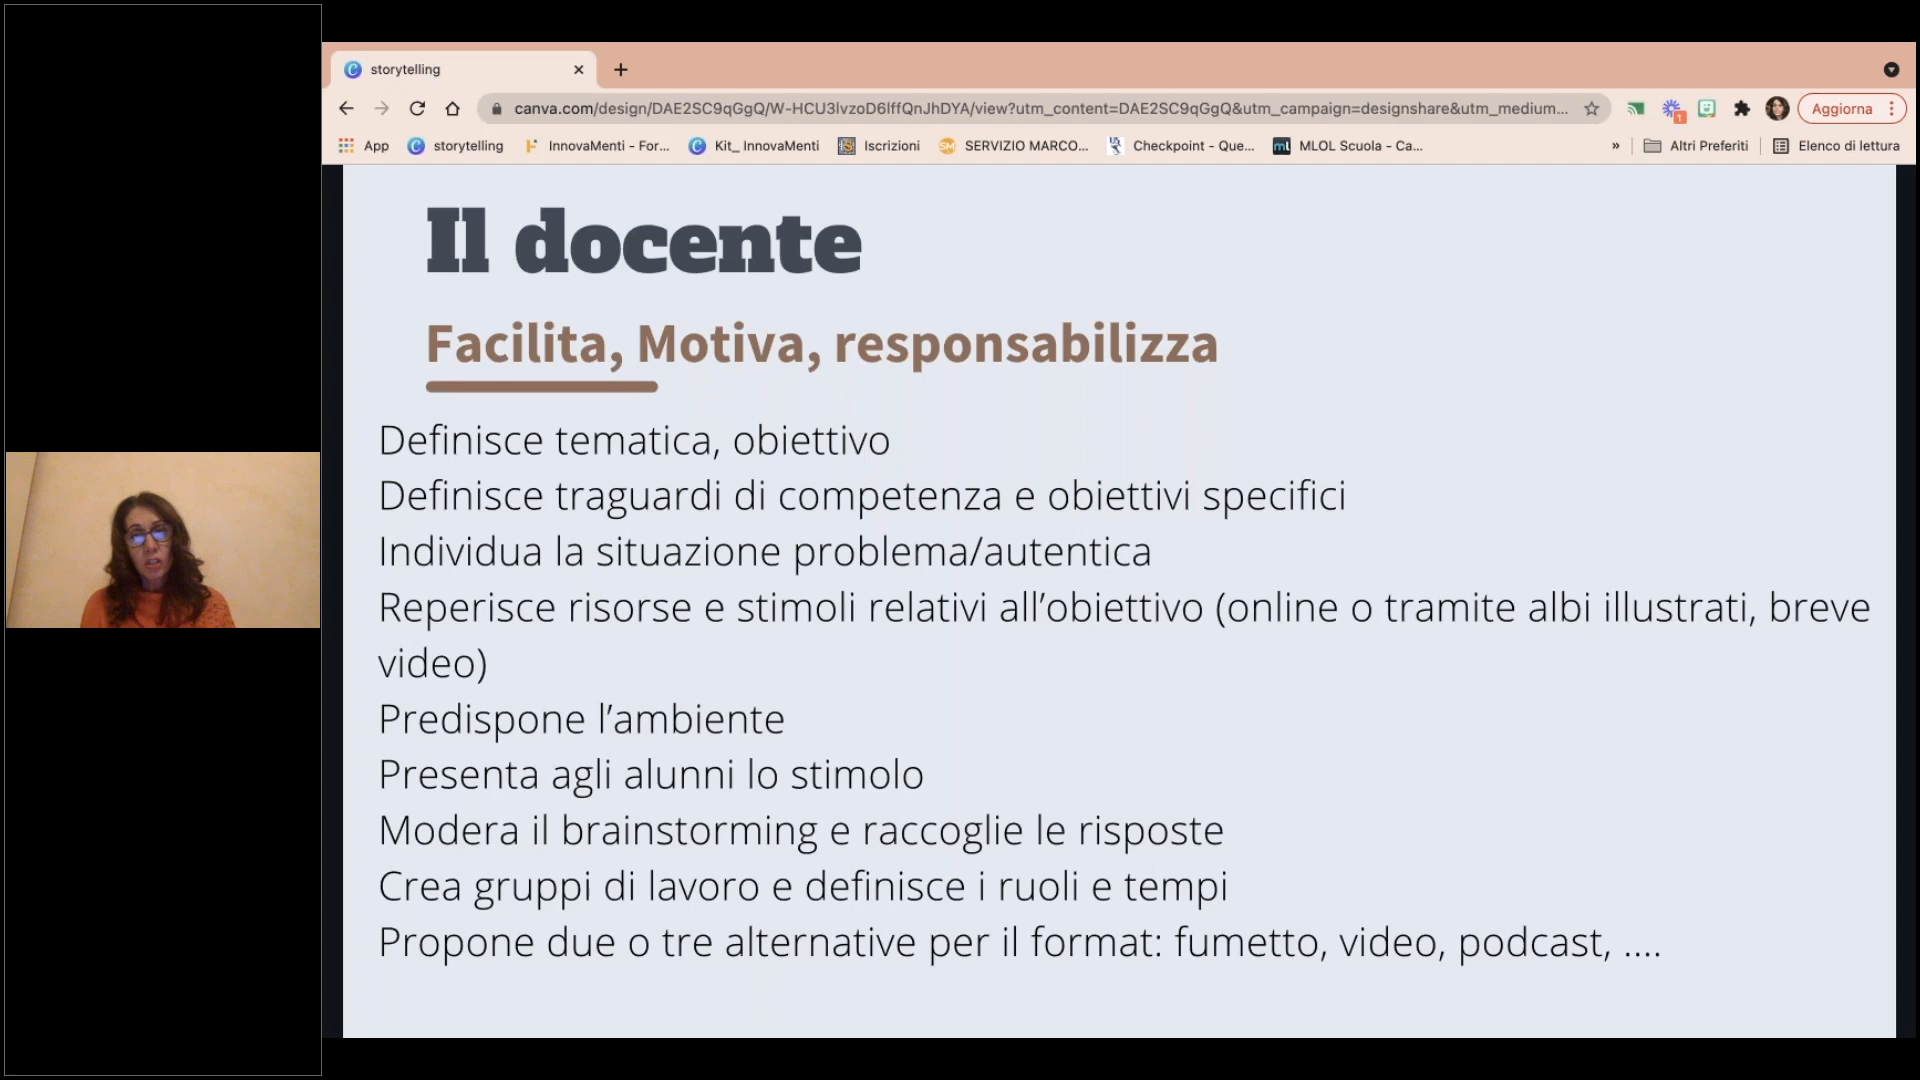 storytelling
canva.com/design/DAE2SC9qGgQ/W-HCU3lvzoD6lffQnJhDYA/view?utm_content=DAE2SC9qGgQ&utm_campaign=designshare&utm_medium...
Aggiorna
App storytelling InnovaMenti - For... Kit_ InnovaMenti Iscrizioni SERVIZIO MARCO... Checkpoint - Que... MLOL Scuola - Ca... » Altri Preferiti Elenco di lettura
Il docente
Facilita, Motiva, responsabilizza
Definisce tematica, obiettivo
Definisce traguardi di competenza e obiettivi specifici
Individua la situazione problema/autentica
Reperisce risorse e stimoli relativi all’obiettivo (online o tramite albi illustrati, breve
video)
Predispone l’ambiente
Presenta agli alunni lo stimolo
Modera il brainstorming e raccoglie le risposte
Crea gruppi di lavoro e definisce i ruoli e tempi
Propone due o tre alternative per il format: fumetto, video, podcast, ....